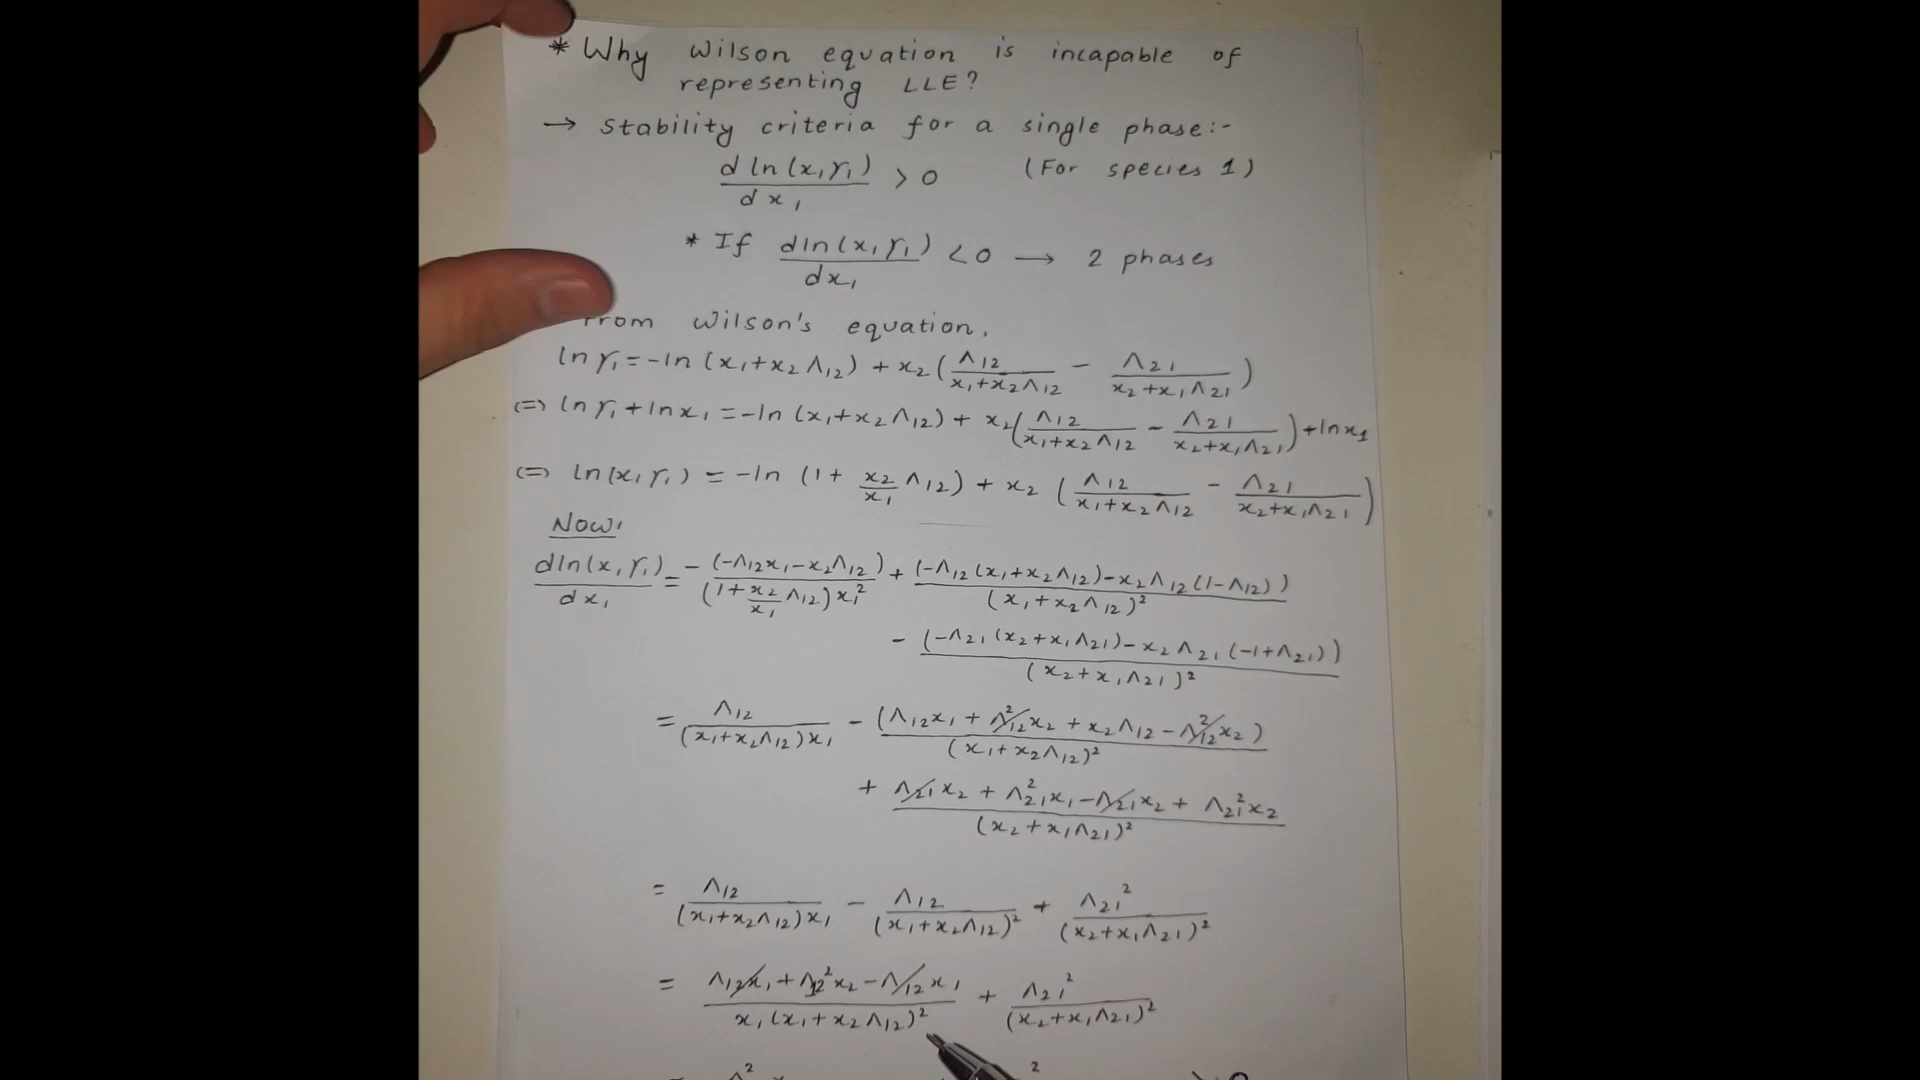 * Why Wilson equation is incapable of
representing LLE?
→ Stability criteria for a single phase:-
d ln(x₁γ₁)/dx₁ > 0 (For species 1)
* If dln(x₁γ₁)/dx₁ < 0 → 2 phases
From Wilson's equation,
ln γ₁ = -ln (x₁+x₂Λ₁₂) + x₂(Λ₁₂/(x₁+x₂Λ₁₂) - Λ₂₁/(x₂+x₁Λ₂₁))
⇔ ln γ₁ + ln x₁ = -ln (x₁+x₂Λ₁₂) + x₂(Λ₁₂/(x₁+x₂Λ₁₂) - Λ₂₁/(x₂+x₁Λ₂₁)) + ln x₁
⇔ ln(x₁γ₁) = -ln (1 + x₂/x₁ Λ₁₂) + x₂ (Λ₁₂/(x₁+x₂Λ₁₂) - Λ₂₁/(x₂+x₁Λ₂₁))
Now,
dln(x₁γ₁)/dx₁ = -(-Λ₁₂x₁-x₂Λ₁₂)/((1+x₂/x₁ Λ₁₂)x₁²) + (-Λ₁₂(x₁+x₂Λ₁₂)-x₂Λ₁₂(1-Λ₁₂))/(x₁+x₂Λ₁₂)²
- (-Λ₂₁(x₂+x₁Λ₂₁)-x₂Λ₂₁(-1+Λ₂₁))/(x₂+x₁Λ₂₁)²
= Λ₁₂/((x₁+x₂Λ₁₂)x₁) - (Λ₁₂x₁ + Λ₁₂²x₂ + x₂Λ₁₂ - Λ₁₂²x₂)/(x₁+x₂Λ₁₂)²
+ (Λ₂₁x₂ + Λ₂₁²x₁ - Λ₂₁x₂ + Λ₂₁²x₂)/(x₂+x₁Λ₂₁)²
= Λ₁₂/((x₁+x₂Λ₁₂)x₁) - Λ₁₂/(x₁+x₂Λ₁₂)² + Λ₂₁²/(x₂+x₁Λ₂₁)²
= (Λ₁₂x₁ + Λ₁₂²x₂ - Λ₁₂x₁)/(x₁(x₁+x₂Λ₁₂)²) + Λ₂₁²/(x₂+x₁Λ₂₁)²